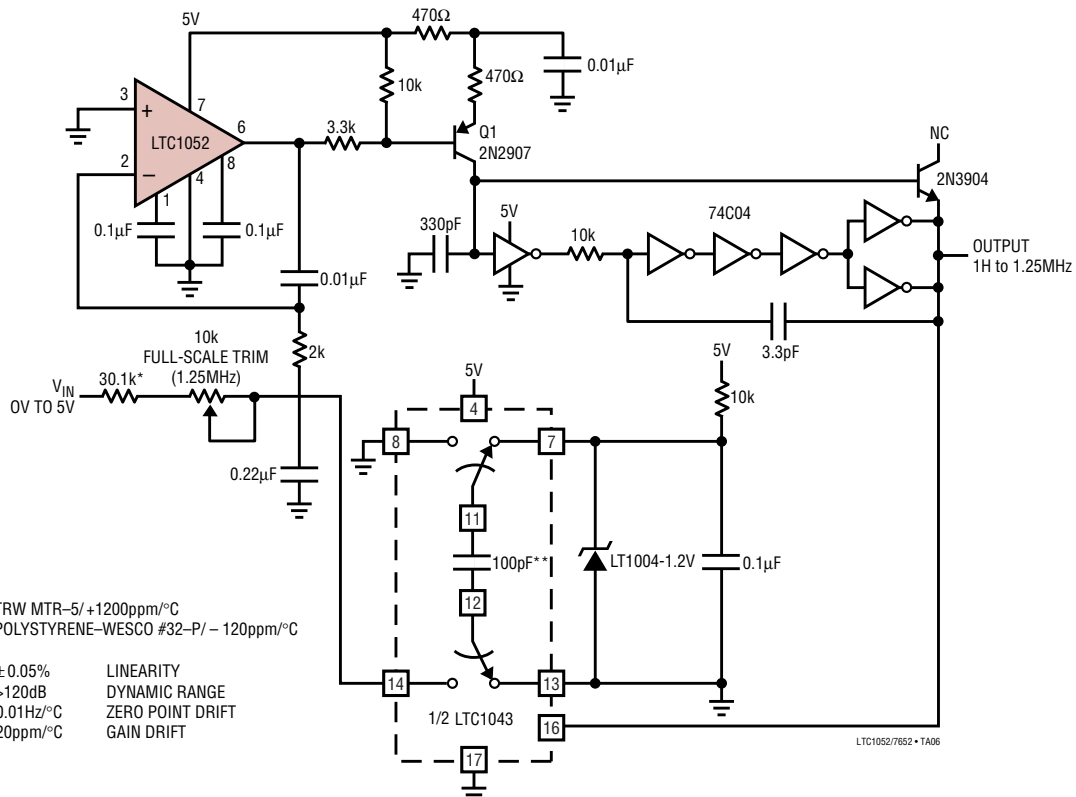 470Ω
5V
0.01µF
10k
470Ω
3
+
7
6
LTC1052
3.3k
Q1
2N2907
NC
2N3904
2
–
8
4
1
0.1µF
0.1µF
330pF
5V
10k
74C04
OUTPUT
1H to 1.25MHz
0.01µF
3.3pF
10k
FULL-SCALE TRIM
(1.25MHz)
2k
VIN
OV TO 5V
30.1k*
5V
5V
10k
4
8
7
0.22µF
11
100pF**
LT1004-1.2V
0.1µF
12
TRW MTR–5/ +1200ppm/°C
POLYSTYRENE–WESCO #32–P/ – 120ppm/°C
±0.05% LINEARITY
>120dB DYNAMIC RANGE
0.01Hz/°C ZERO POINT DRIFT
20ppm/°C GAIN DRIFT
14
13
1/2 LTC1043
16
17
LTC1052/7652 • TA06